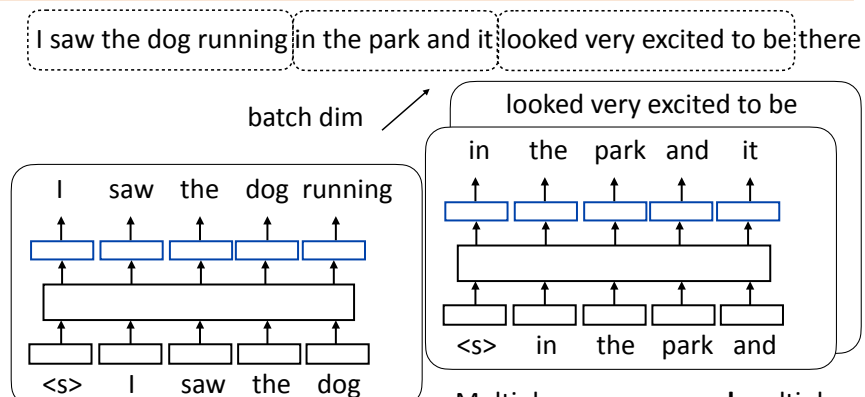 I saw the dog running in the park and it looked very excited to be there
looked very excited to be
batch dim
in the park and it
I saw the dog running
<s> in the park and
<s> I saw the dog